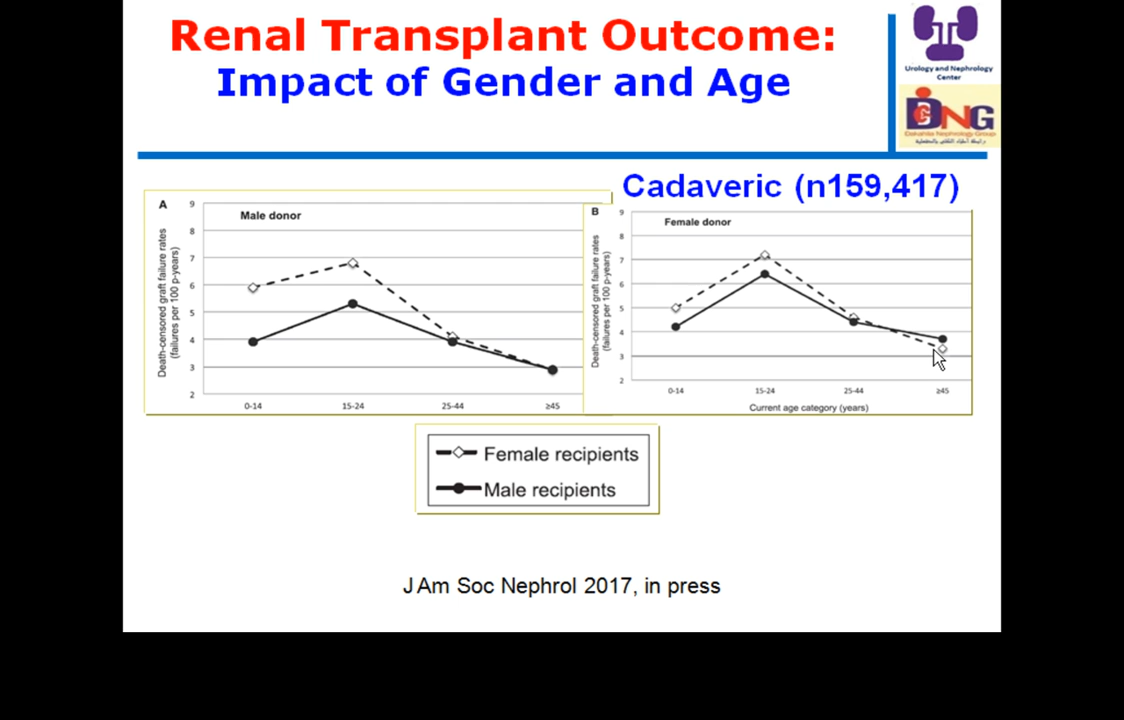 Renal Transplant Outcome:
Impact of Gender and Age
Urology and Nephrology
Center
DNG
Dakahlia Nephrology Group
Cadaveric (n159,417)
A
Male donor
Death-censored graft failure rates
(failures per 100 p-years)
9
8
7
6
5
4
3
2
0-14
15-24
25-44
≥45
B
Female donor
Death-censored graft failure rates
(failures per 100 p-years)
9
8
7
6
5
4
3
2
0-14
15-24
25-44
≥45
Current age category (years)
Female recipients
Male recipients
J Am Soc Nephrol 2017, in press